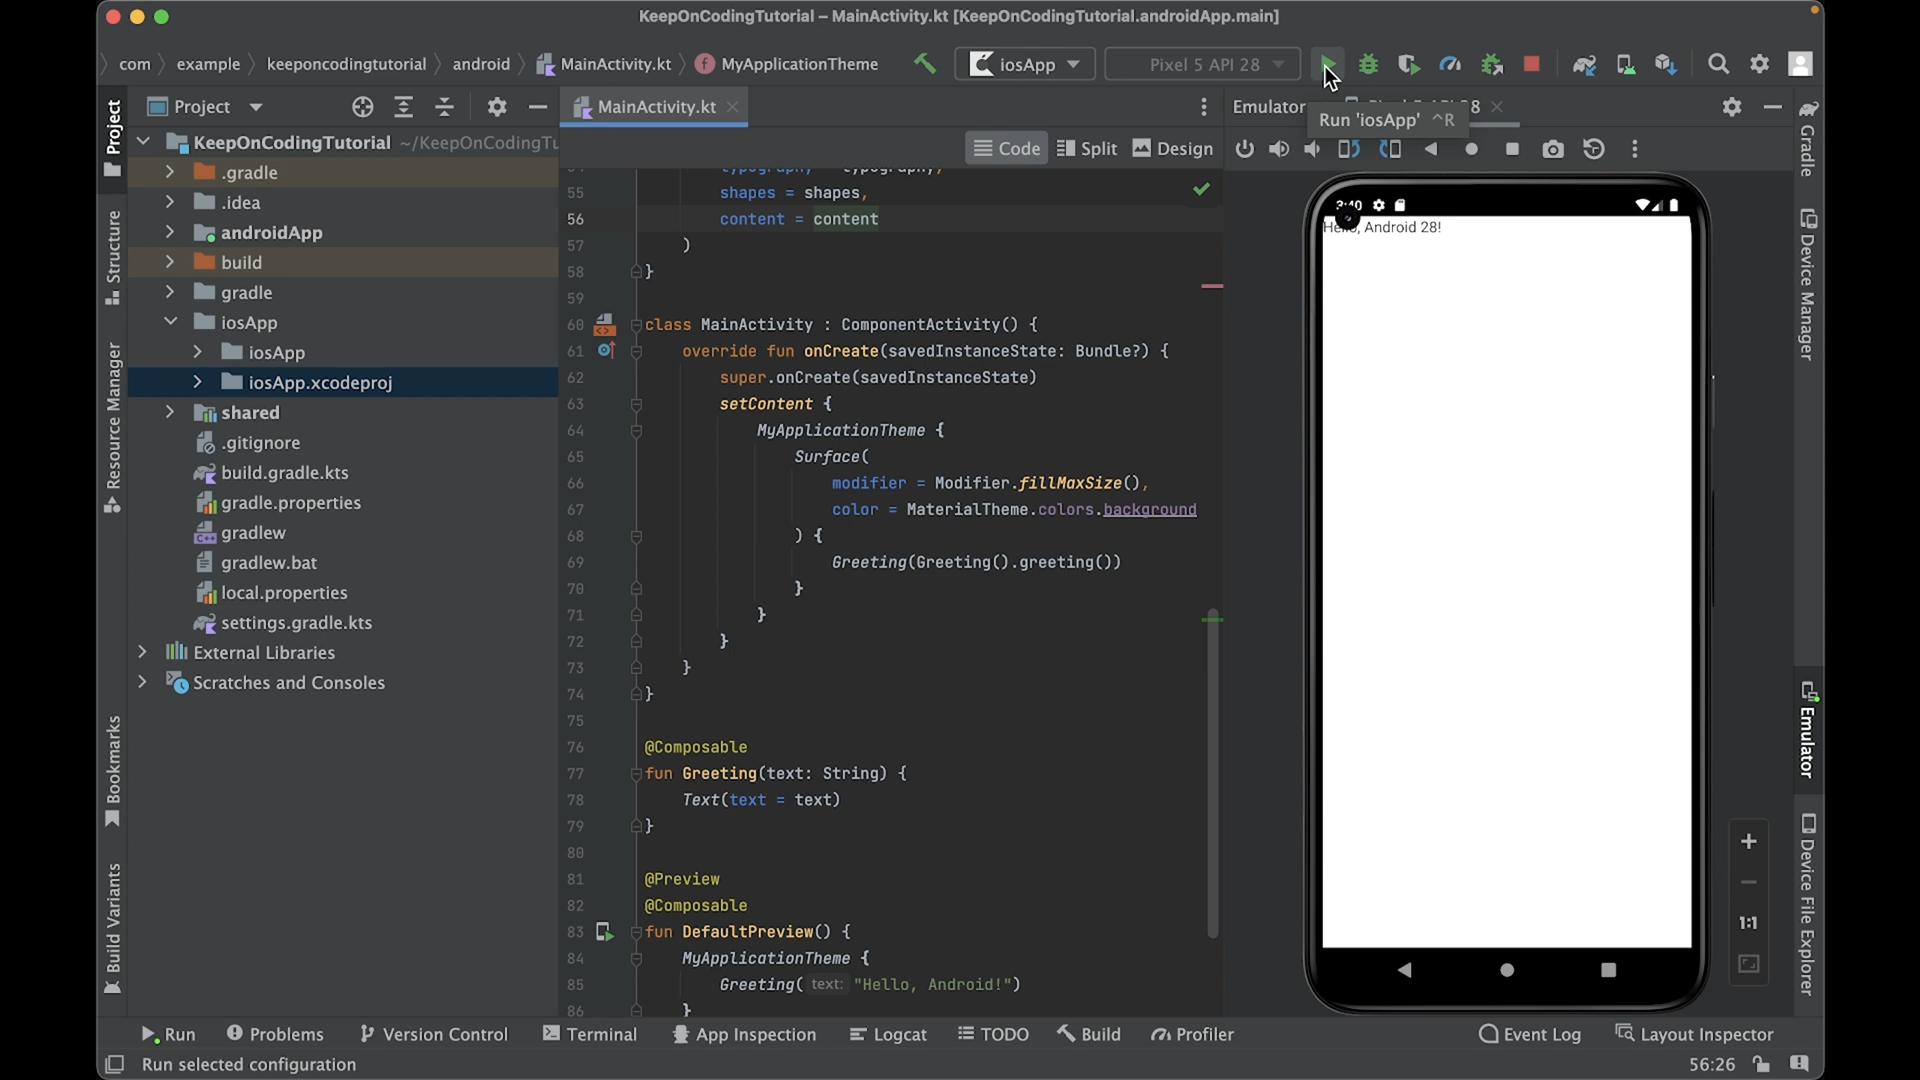 KeepOnCodingTutorial – MainActivity.kt [KeepOnCodingTutorial.androidApp.main]
com example keeponcodingtutorial android MainActivity.kt MyApplicationTheme iosApp Pixel 5 API 28
Project MainActivity.kt Emulator 8
Run 'iosApp' ^R
Code Split Design
KeepOnCodingTutorial ~/KeepOnCodingTu
.gradle
.idea
androidApp
build
gradle
iosApp
iosApp
iosApp.xcodeproj
shared
.gitignore
build.gradle.kts
gradle.properties
gradlew
gradlew.bat
local.properties
settings.gradle.kts
External Libraries
Scratches and Consoles
Project
Structure
Resource Manager
Bookmarks
Build Variants
55 shapes = shapes,
56 content = content
57 )
58 }
59
60 class MainActivity : ComponentActivity() {
61 override fun onCreate(savedInstanceState: Bundle?) {
62 super.onCreate(savedInstanceState)
63 setContent {
64 MyApplicationTheme {
65 Surface(
66 modifier = Modifier.fillMaxSize(),
67 color = MaterialTheme.colors.background
68 ) {
69 Greeting(Greeting().greeting())
70 }
71 }
72 }
73 }
74 }
75
76 @Composable
77 fun Greeting(text: String) {
78 Text(text = text)
79 }
80
81 @Preview
82 @Composable
83 fun DefaultPreview() {
84 MyApplicationTheme {
85 Greeting( text: "Hello, Android!")
86 }
3:40
Hello, Android 28!
1:1
Gradle
Device Manager
Emulator
Device File Explorer
Run Problems Version Control Terminal App Inspection Logcat TODO Build Profiler Event Log Layout Inspector
Run selected configuration 56:26